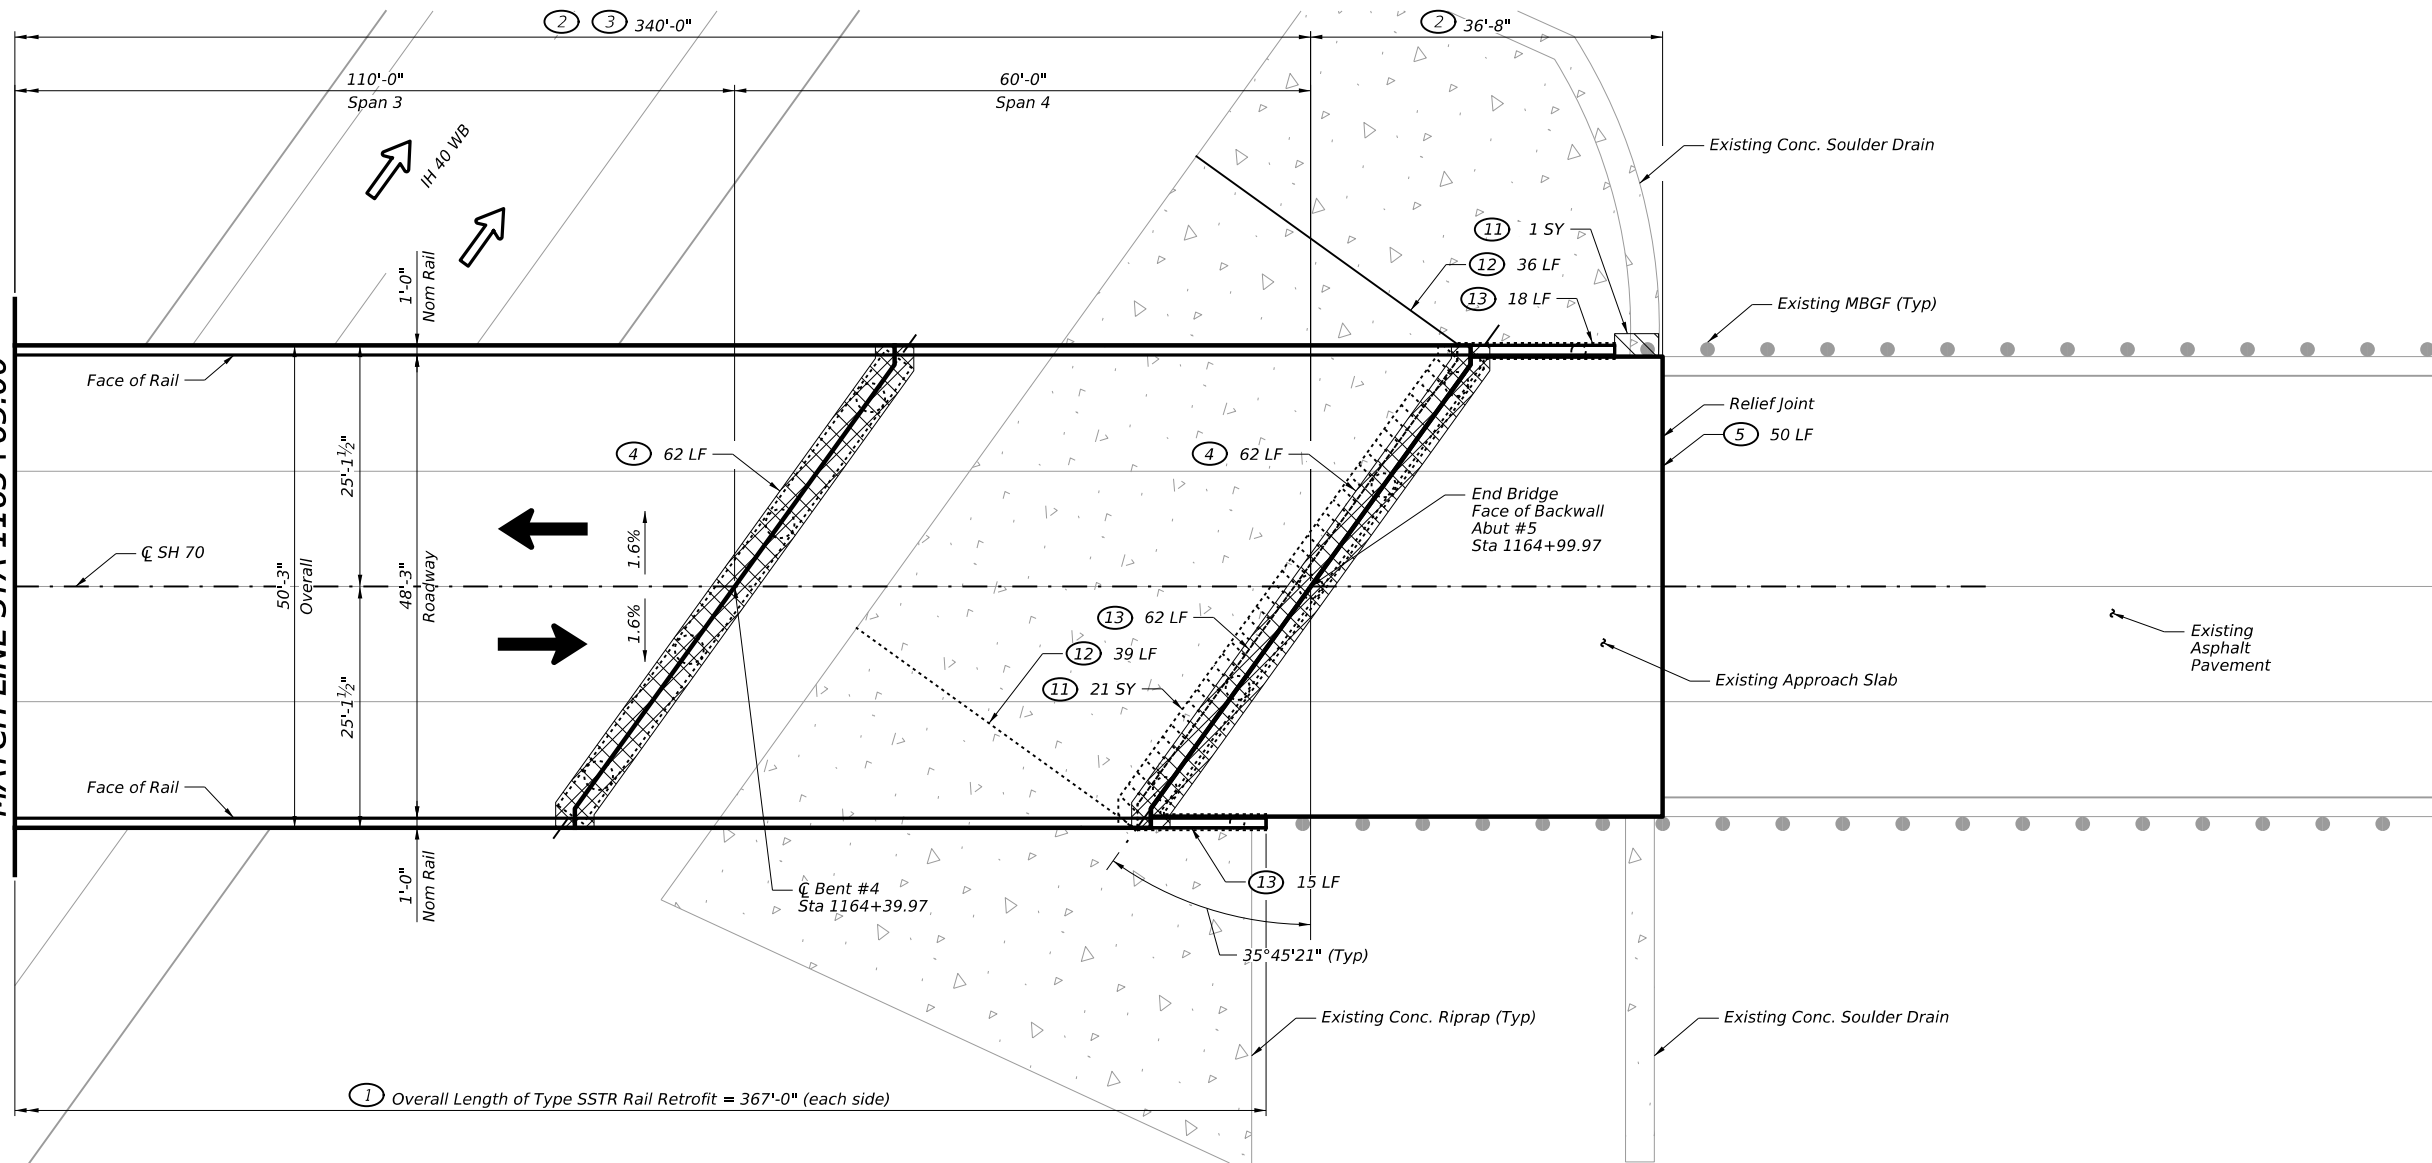 2 3 340'-0"
2 36'-8"
110'-0"
Span 3
60'-0"
Span 4
IH 40 WB
Existing Conc. Soulder Drain
11 1 SY
12 36 LF
13 18 LF
Existing MBGF (Typ)
1'-0"
Nom Rail
Face of Rail
Relief Joint
5 50 LF
25'-1½"
4 62 LF
4 62 LF
End Bridge
Face of Backwall
Abut #5
Sta 1164+99.97
℄ SH 70
1.6%
50'-3"
Overall
48'-3"
Roadway
1.6%
13 62 LF
12 39 LF
11 21 SY
Existing
Asphalt
Pavement
Existing Approach Slab
25'-1½"
Face of Rail
1'-0"
Nom Rail
℄ Bent #4
Sta 1164+39.97
13 15 LF
35°45'21" (Typ)
Existing Conc. Riprap (Typ)
Existing Conc. Soulder Drain
1 Overall Length of Type SSTR Rail Retrofit = 367'-0" (each side)